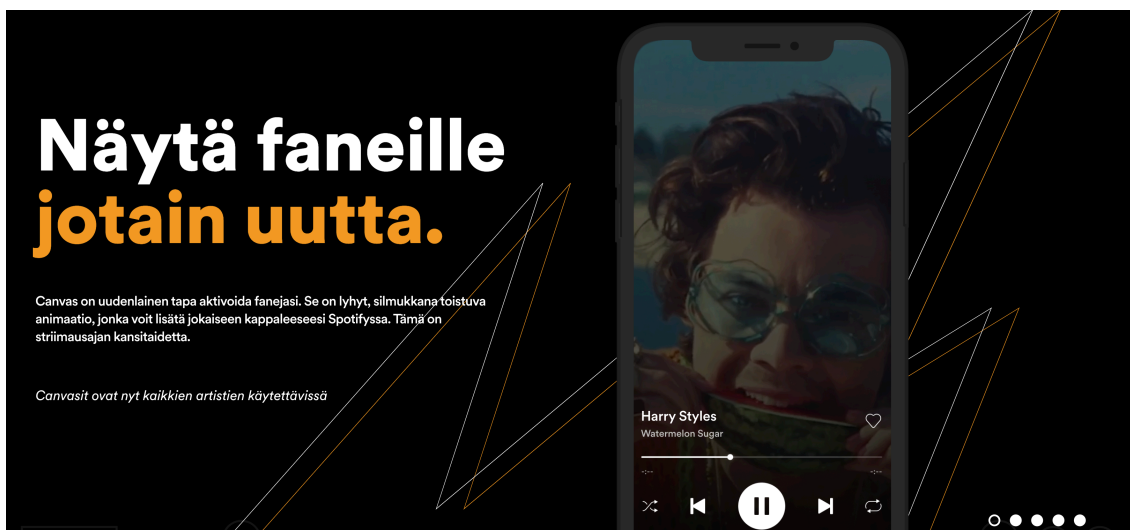 Näytä faneille
jotain uutta.
Canvas on uudenlainen tapa aktivoida fanejasi. Se on lyhyt, silmukkana toistuva
animaatio, jonka voit lisätä jokaiseen kappaleeseesi Spotifyssa. Tämä on
striimausajan kansitaidetta.
Canvasit ovat nyt kaikkien artistien käytettävissä
Harry Styles
Watermelon Sugar
-:--
-:--